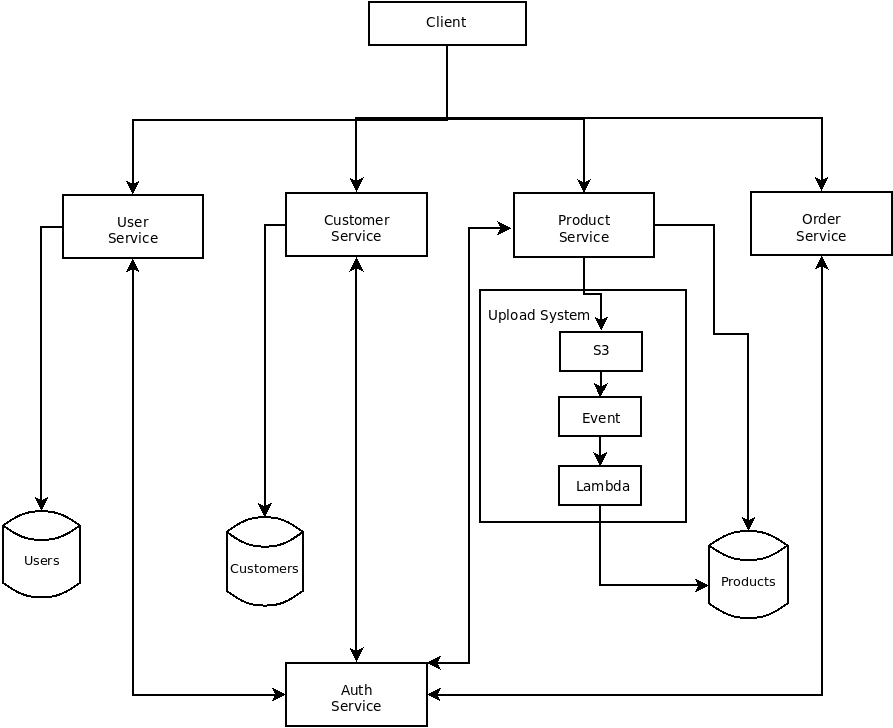 Client
User
Service
Customer
Service
Product
Service
Order
Service
Upload System
S3
Event
Lambda
Users
Customers
Products
Auth
Service